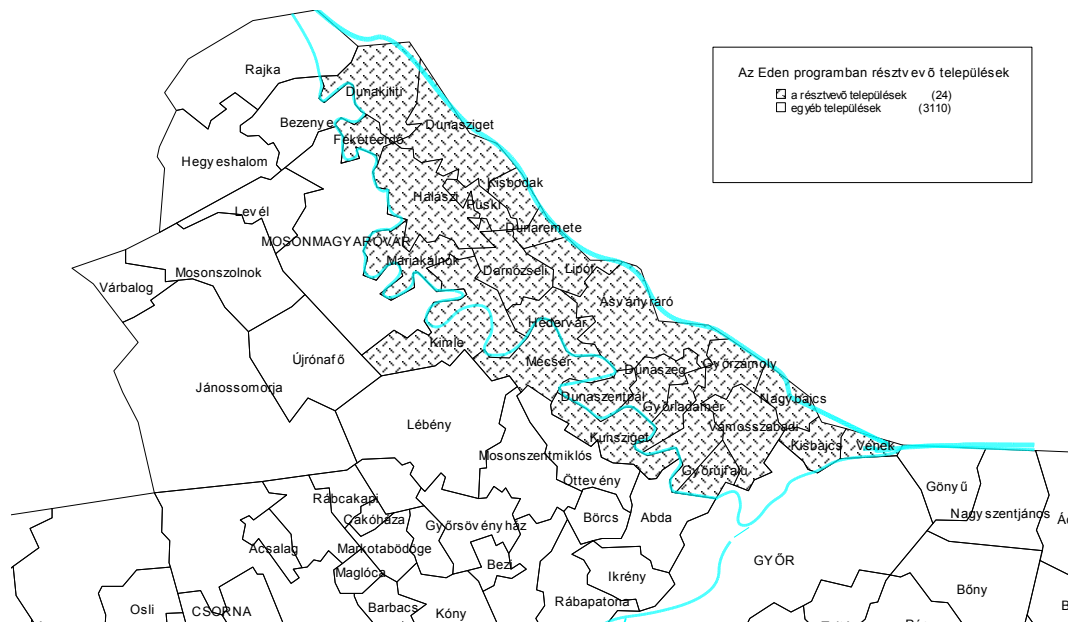 Az Eden programban résztvevõ települések
a résztvevõ települések (24)
egyéb települések (3110)
Rajka
Dunakiliti
Bezenye
Dunasziget
Feketeerdő
Hegyeshalom
Kisbodak
Halászi
Püski
Levél
Dunaremete
MOSONMAGYARÓVÁR
Máriakálnok
Lipót
Darnózseli
Mosonszolnok
Várbalog
Ásványráró
Hédervár
Kimle
Mecsér
Újrónafő
Dunaszeg
Győrzámoly
Jánossomorja
Dunaszentpál
Győrladamér
Nagybajcs
Lébény
Vámosszabadi
Kunsziget
Kisbajcs
Vének
Mosonszentmiklós
Győrújfalu
Öttevény
Gönyű
Rábcakapi
Cakóháza
Győrsövényház
Börcs
Abda
Nagyszentjános
Acsalag
Markotabödöge
Bezi
GYŐR
Maglóca
Ikrény
Bőny
Osli
CSORNA
Barbacs
Kóny
Rábapatona